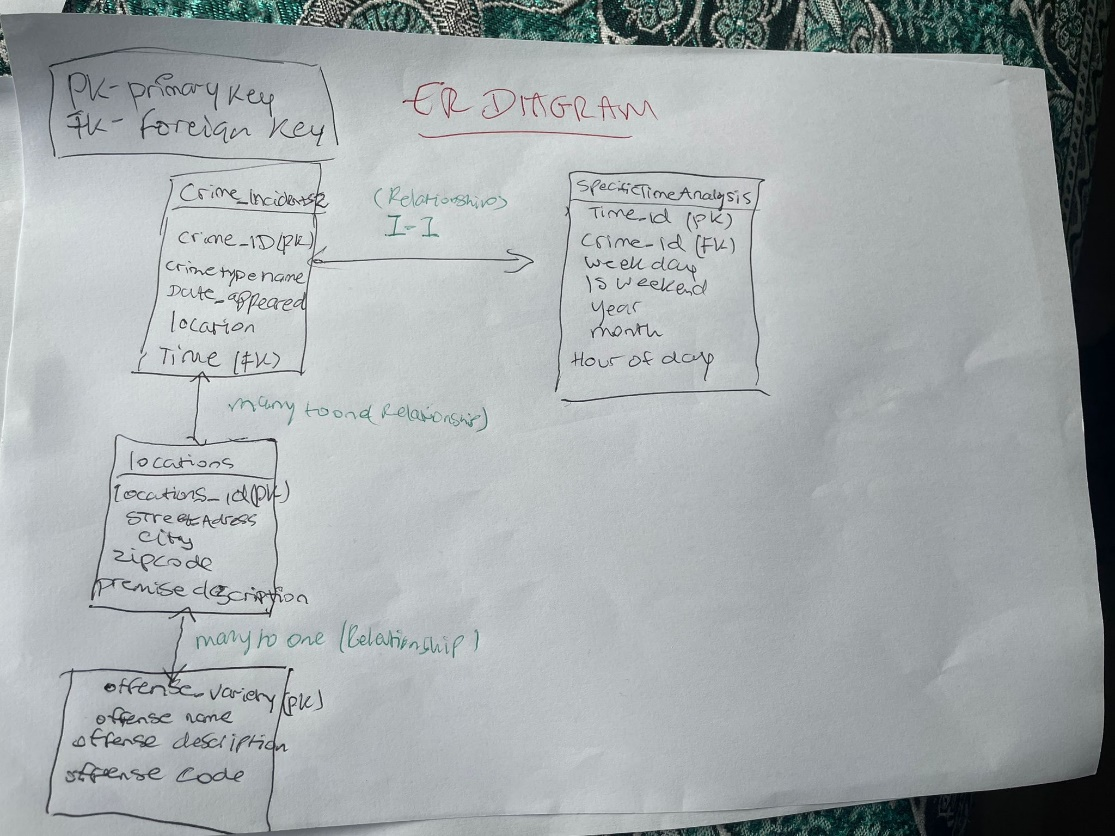 PK-primary key
FK- foreign key
ER DIAGRAM
Crime_Incidents
Crime_ID(PK)
crimetypename
Date_appeared
location
Time (FK)
(Relationship)
1-1
SpecificTimeAnalysis
Time_id (PK)
Crime_id (FK)
weekday
Is weekend
year
month
Hour of day
many to one Relationship)
locations
locations_id(PK)
StreetAdress
City
zipcode
premise description
many to one (Relationship)
offense_variety (PK)
offense name
offense description
offense code